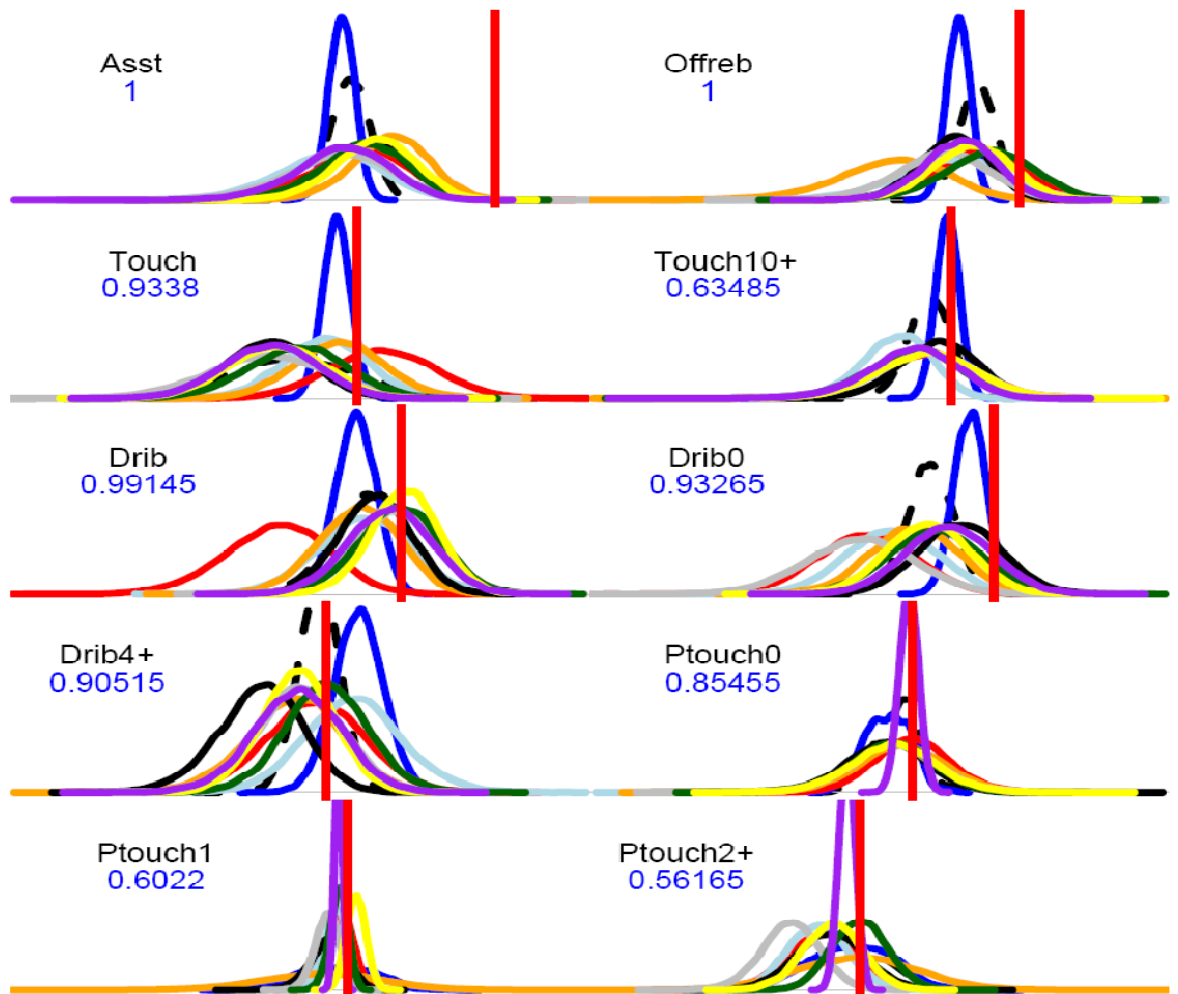 Asst
1
Offreb
1
Touch
0.9338
Touch10+
0.63485
Drib
0.99145
Drib0
0.93265
Drib4+
0.90515
Ptouch0
0.85455
Ptouch1
0.6022
Ptouch2+
0.56165